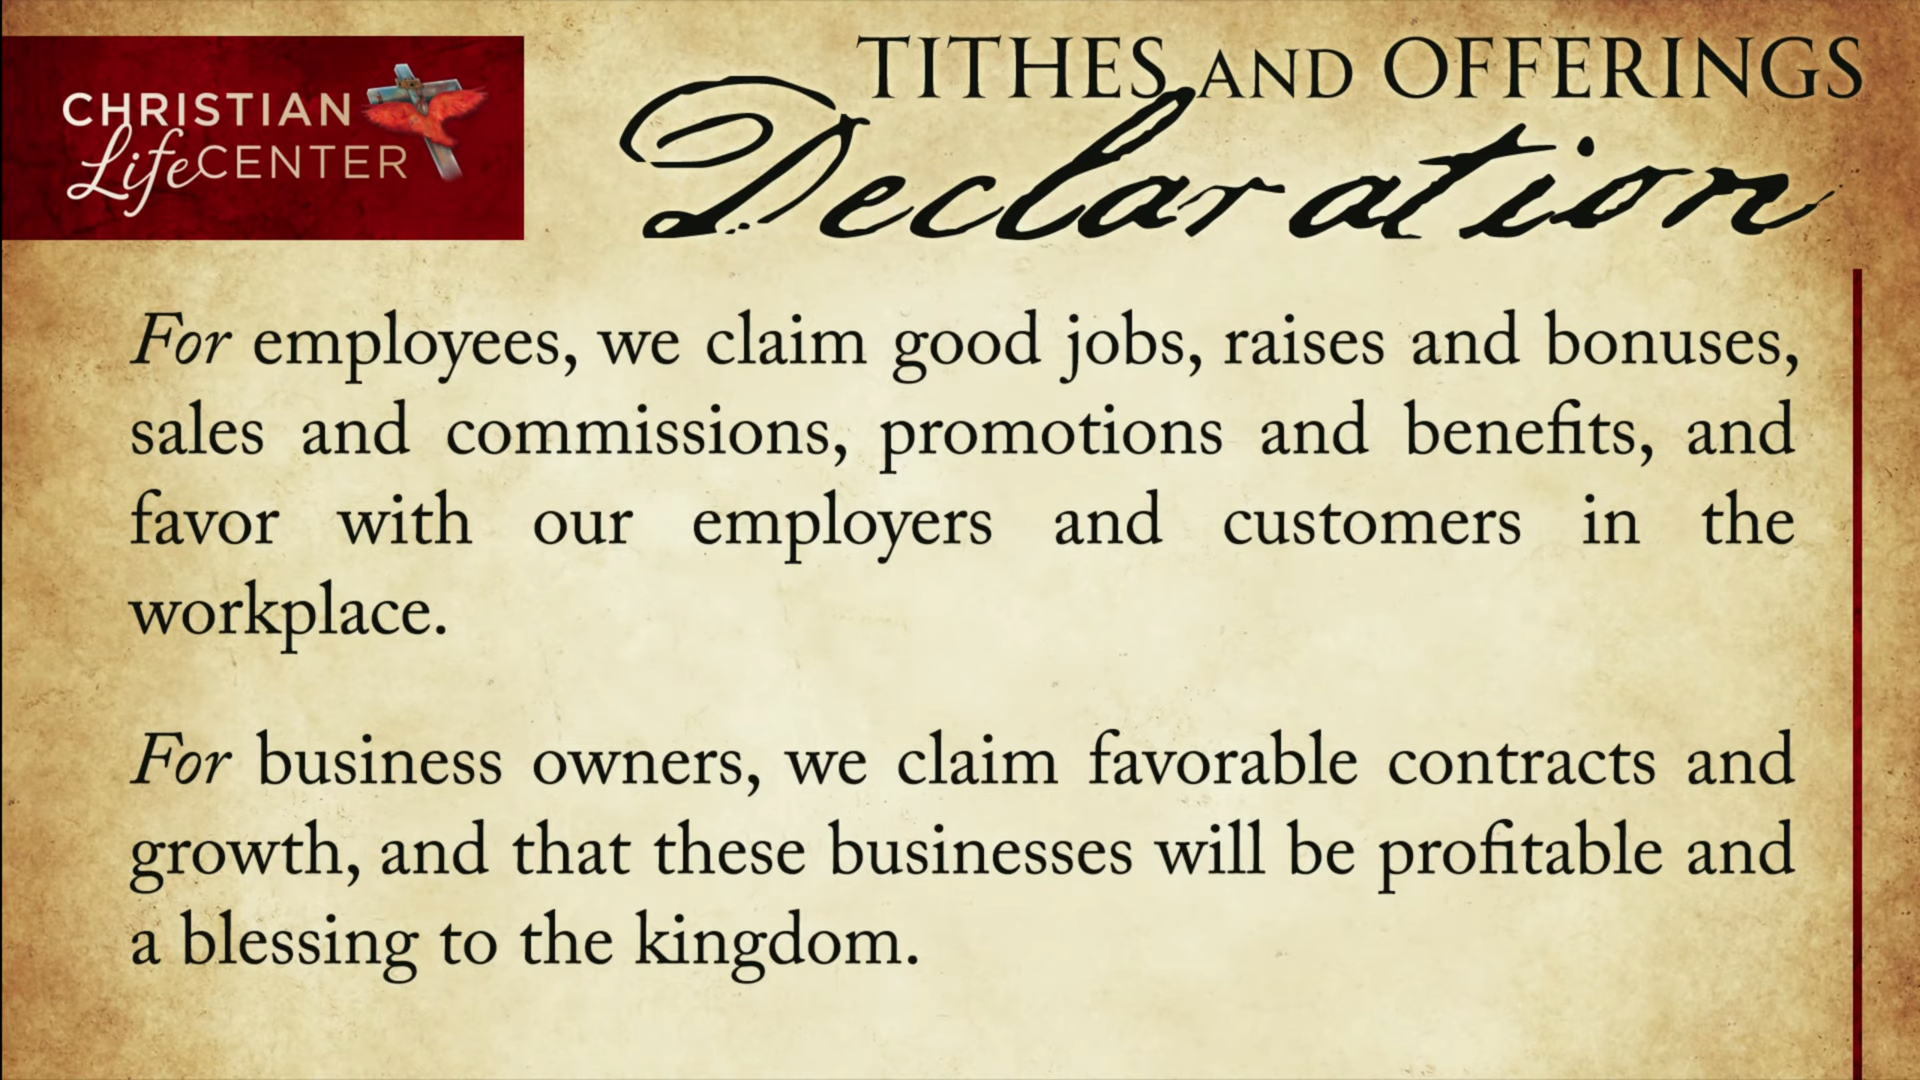 CHRISTIAN
Life CENTER
TITHES AND OFFERINGS
Declaration
For employees, we claim good jobs, raises and bonuses,
sales and commissions, promotions and benefits, and
favor with our employers and customers in the
workplace.
For business owners, we claim favorable contracts and
growth, and that these businesses will be profitable and
a blessing to the kingdom.